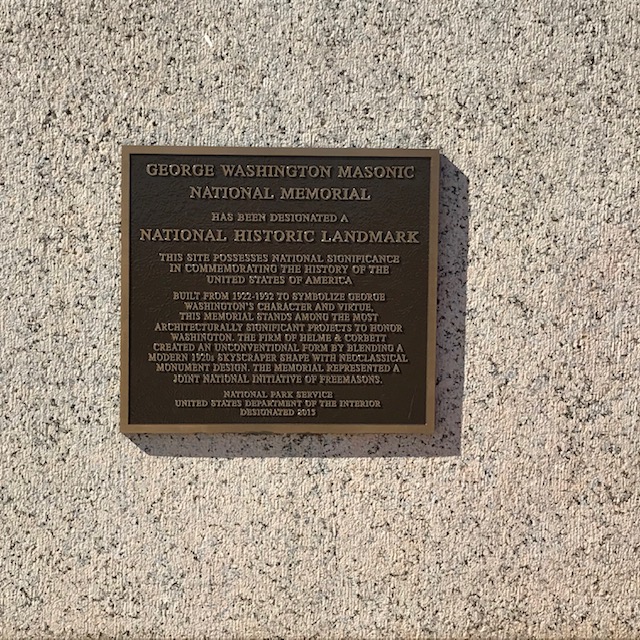 GEORGE WASHINGTON MASONIC
NATIONAL MEMORIAL
HAS BEEN DESIGNATED A
NATIONAL HISTORIC LANDMARK
THIS SITE POSSESSES NATIONAL SIGNIFICANCE
IN COMMEMORATING THE HISTORY OF THE
UNITED STATES OF AMERICA
BUILT FROM 1922-1932 TO SYMBOLIZE GEORGE
WASHINGTON'S CHARACTER AND VIRTUE,
THIS MEMORIAL STANDS AMONG THE MOST
ARCHITECTURALLY SIGNIFICANT PROJECTS TO HONOR
WASHINGTON. THE FIRM OF HELME & CORBETT
CREATED AN UNCONVENTIONAL FORM BY BLENDING A
MODERN 1920s SKYSCRAPER SHAPE WITH NEOCLASSICAL
MONUMENT DESIGN. THE MEMORIAL REPRESENTED A
JOINT NATIONAL INITIATIVE OF FREEMASONS.
NATIONAL PARK SERVICE
UNITED STATES DEPARTMENT OF THE INTERIOR
DESIGNATED 2015